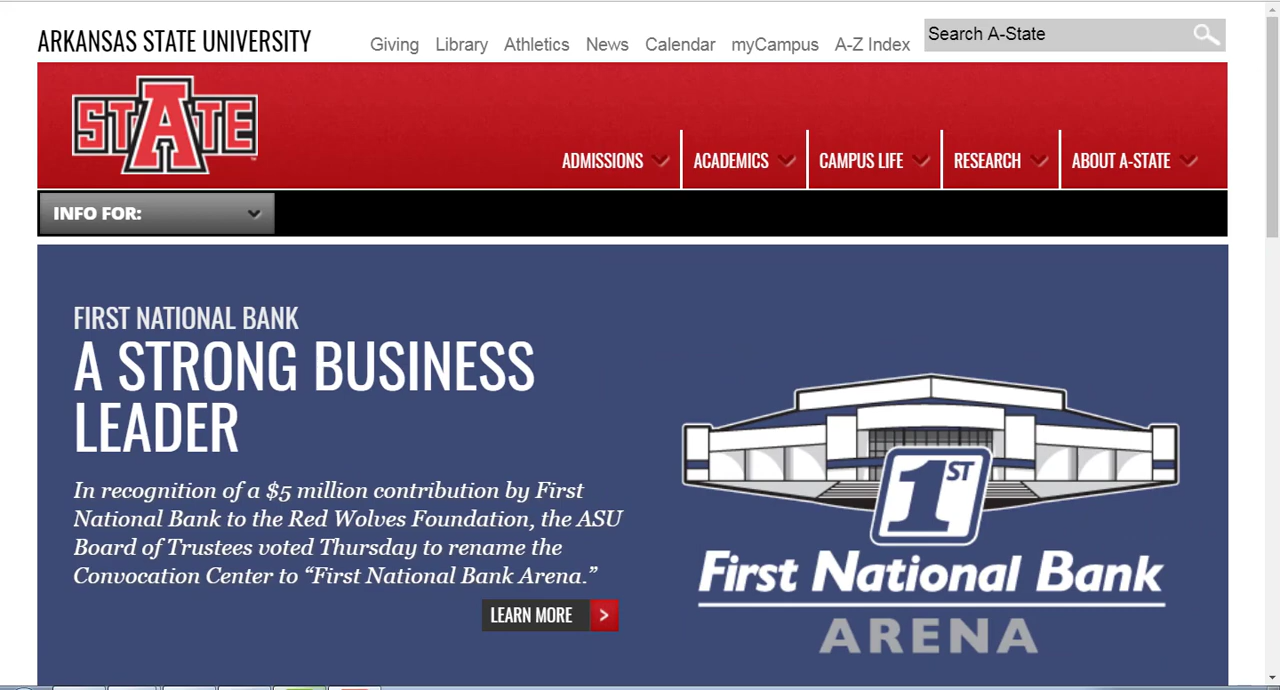 ARKANSAS STATE UNIVERSITY
Giving Library Athletics News Calendar myCampus A-Z Index
Search A-State
STATE
ADMISSIONS ACADEMICS CAMPUS LIFE RESEARCH ABOUT A-STATE
INFO FOR:
FIRST NATIONAL BANK
A STRONG BUSINESS
LEADER
In recognition of a $5 million contribution by First
National Bank to the Red Wolves Foundation, the ASU
Board of Trustees voted Thursday to rename the
Convocation Center to “First National Bank Arena.”
LEARN MORE >
1ST
First National Bank
ARENA